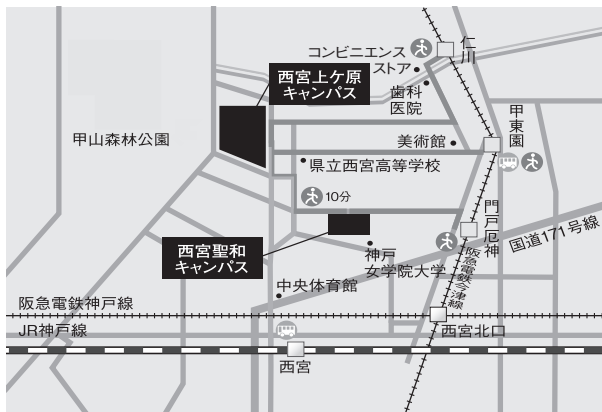 コンビニエンス
ストア
仁川
西宮上ケ原
キャンパス
歯科
医院
甲東園
甲山森林公園
美術館
県立西宮高等学校
10分
門戸厄神
国道171号線
西宮聖和
キャンパス
神戸
女学院大学
阪急電鉄今津線
中央体育館
阪急電鉄神戸線
JR神戸線
西宮北口
西宮